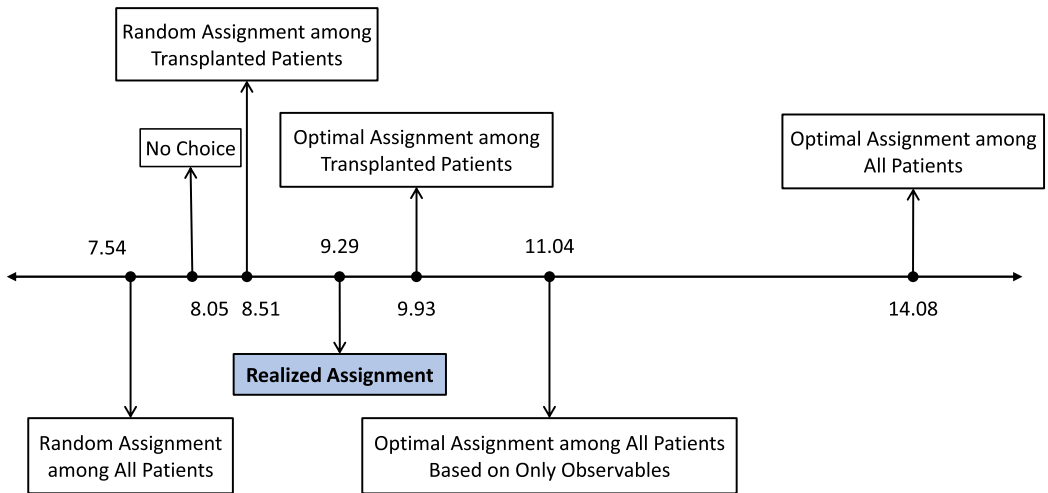 Random Assignment among
Transplanted Patients
No Choice
Optimal Assignment among
Transplanted Patients
Optimal Assignment among
All Patients
7.54
9.29
11.04
8.05
8.51
9.93
14.08
Realized Assignment
Random Assignment
among All Patients
Optimal Assignment among All Patients
Based on Only Observables